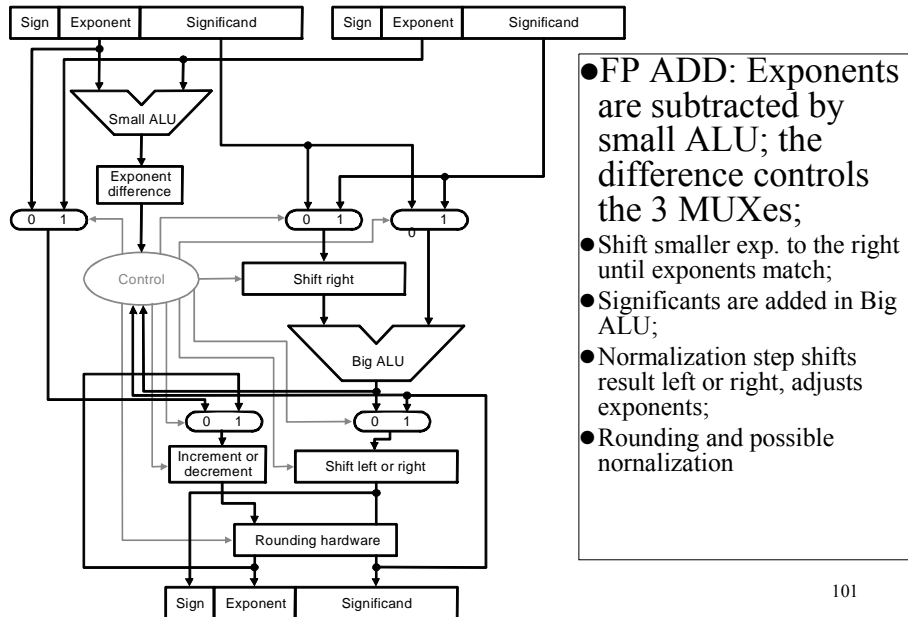 Sign Exponent Significand
Sign Exponent Significand
Small ALU
Exponent
difference
0 1
0 1
1
0
Control
Shift right
Big ALU
0 1
0 1
Increment or
decrement
Shift left or right
Rounding hardware
Sign Exponent Significand
●FP ADD: Exponents
are subtracted by
small ALU; the
difference controls
the 3 MUXes;
●Shift smaller exp. to the right
until exponents match;
●Significants are added in Big
ALU;
●Normalization step shifts
result left or right, adjusts
exponents;
●Rounding and possible
nornalization
101